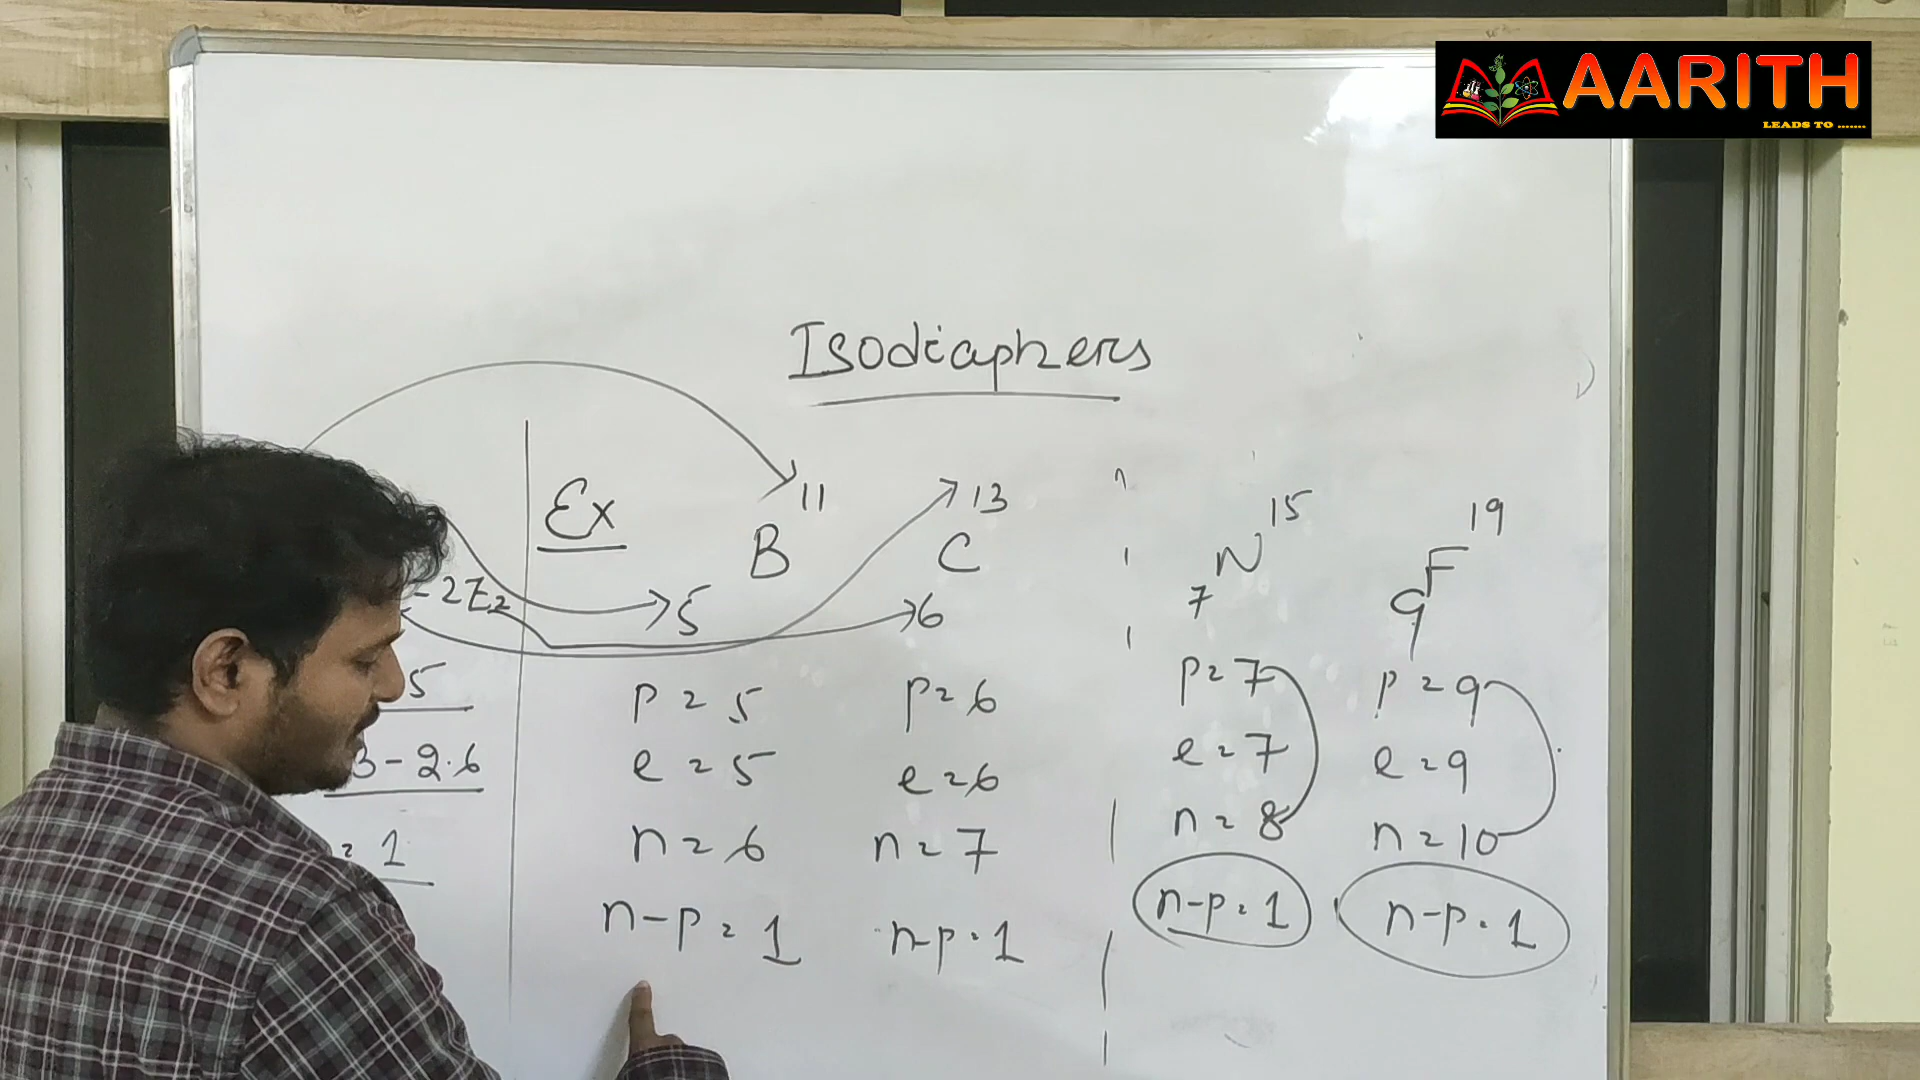 AARITH
LEADS TO .......
Isodiaphers
Ex
11
B
5
13
C
6
15
N
7
19
F
9
-2Z2
5
3-2.6
= 1
p = 5
e = 5
n = 6
n-p = 1
p = 6
e = 6
n = 7
n-p = 1
p = 7
e = 7
n = 8
n-p = 1
p = 9
e = 9
n = 10
n-p = 1